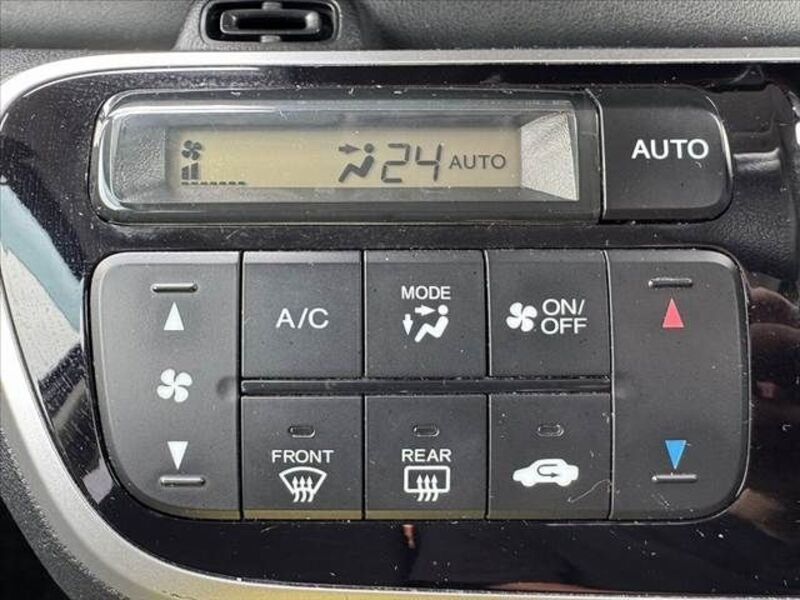 24 AUTO
AUTO
A/C
MODE
ON/
OFF
FRONT
REAR